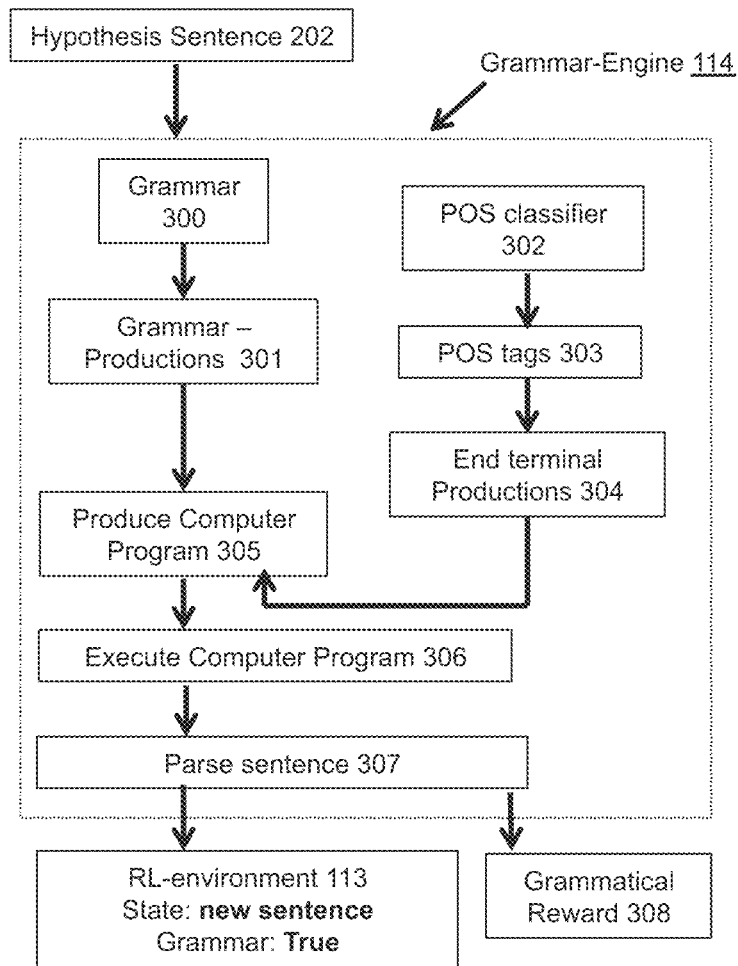 Hypothesis Sentence 202
Grammar-Engine 114
Grammar
300
POS classifier
302
Grammar –
Productions 301
POS tags 303
End terminal
Productions 304
Produce Computer
Program 305
Execute Computer Program 306
Parse sentence 307
RL-environment 113
State: new sentence
Grammar: True
Grammatical
Reward 308